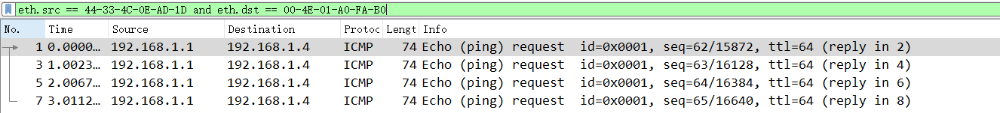 eth.src == 44-33-4C-0E-AD-1D and eth.dst == 00-4E-01-A0-FA-B0
No. Time Source Destination Protoc Lengt Info
1 0.0000… 192.168.1.1 192.168.1.4 ICMP 74 Echo (ping) request id=0x0001, seq=62/15872, ttl=64 (reply in 2)
3 1.0023… 192.168.1.1 192.168.1.4 ICMP 74 Echo (ping) request id=0x0001, seq=63/16128, ttl=64 (reply in 4)
5 2.0067… 192.168.1.1 192.168.1.4 ICMP 74 Echo (ping) request id=0x0001, seq=64/16384, ttl=64 (reply in 6)
7 3.0112… 192.168.1.1 192.168.1.4 ICMP 74 Echo (ping) request id=0x0001, seq=65/16640, ttl=64 (reply in 8)